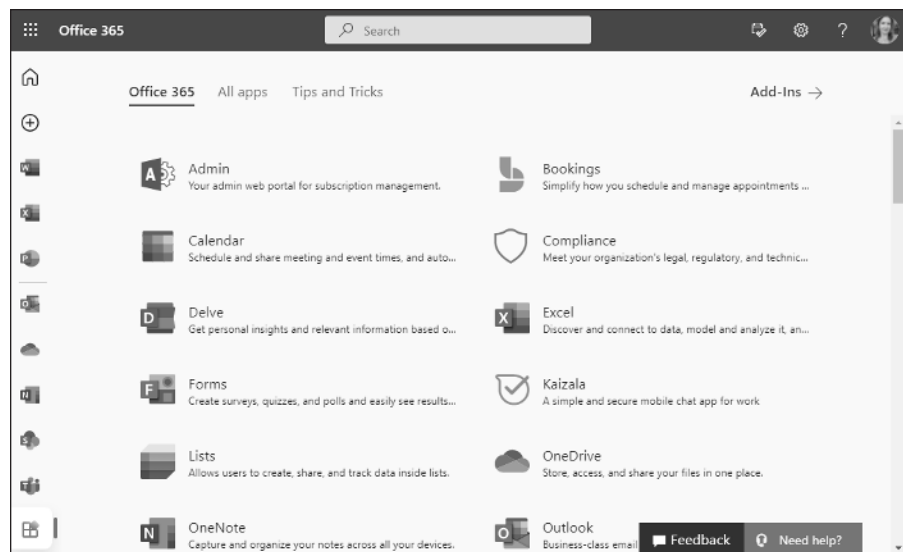 Office 365
Search
?
Office 365 All apps Tips and Tricks
Add-Ins →
Admin
Your admin web portal for subscription management.
Bookings
Simplify how you schedule and manage appointments ...
Calendar
Schedule and share meeting and event times, and auto...
Compliance
Meet your organization's legal, regulatory, and technic...
Delve
Get personal insights and relevant information based o...
Excel
Discover and connect to data, model and analyze it, an...
Forms
Create surveys, quizzes, and polls and easily see results...
Kaizala
A simple and secure mobile chat app for work
Lists
Allows users to create, share, and track data inside lists.
OneDrive
Store, access, and share your files in one place.
OneNote
Capture and organize your notes across all your devices.
Outlook
Business-class email
Feedback
Need help?